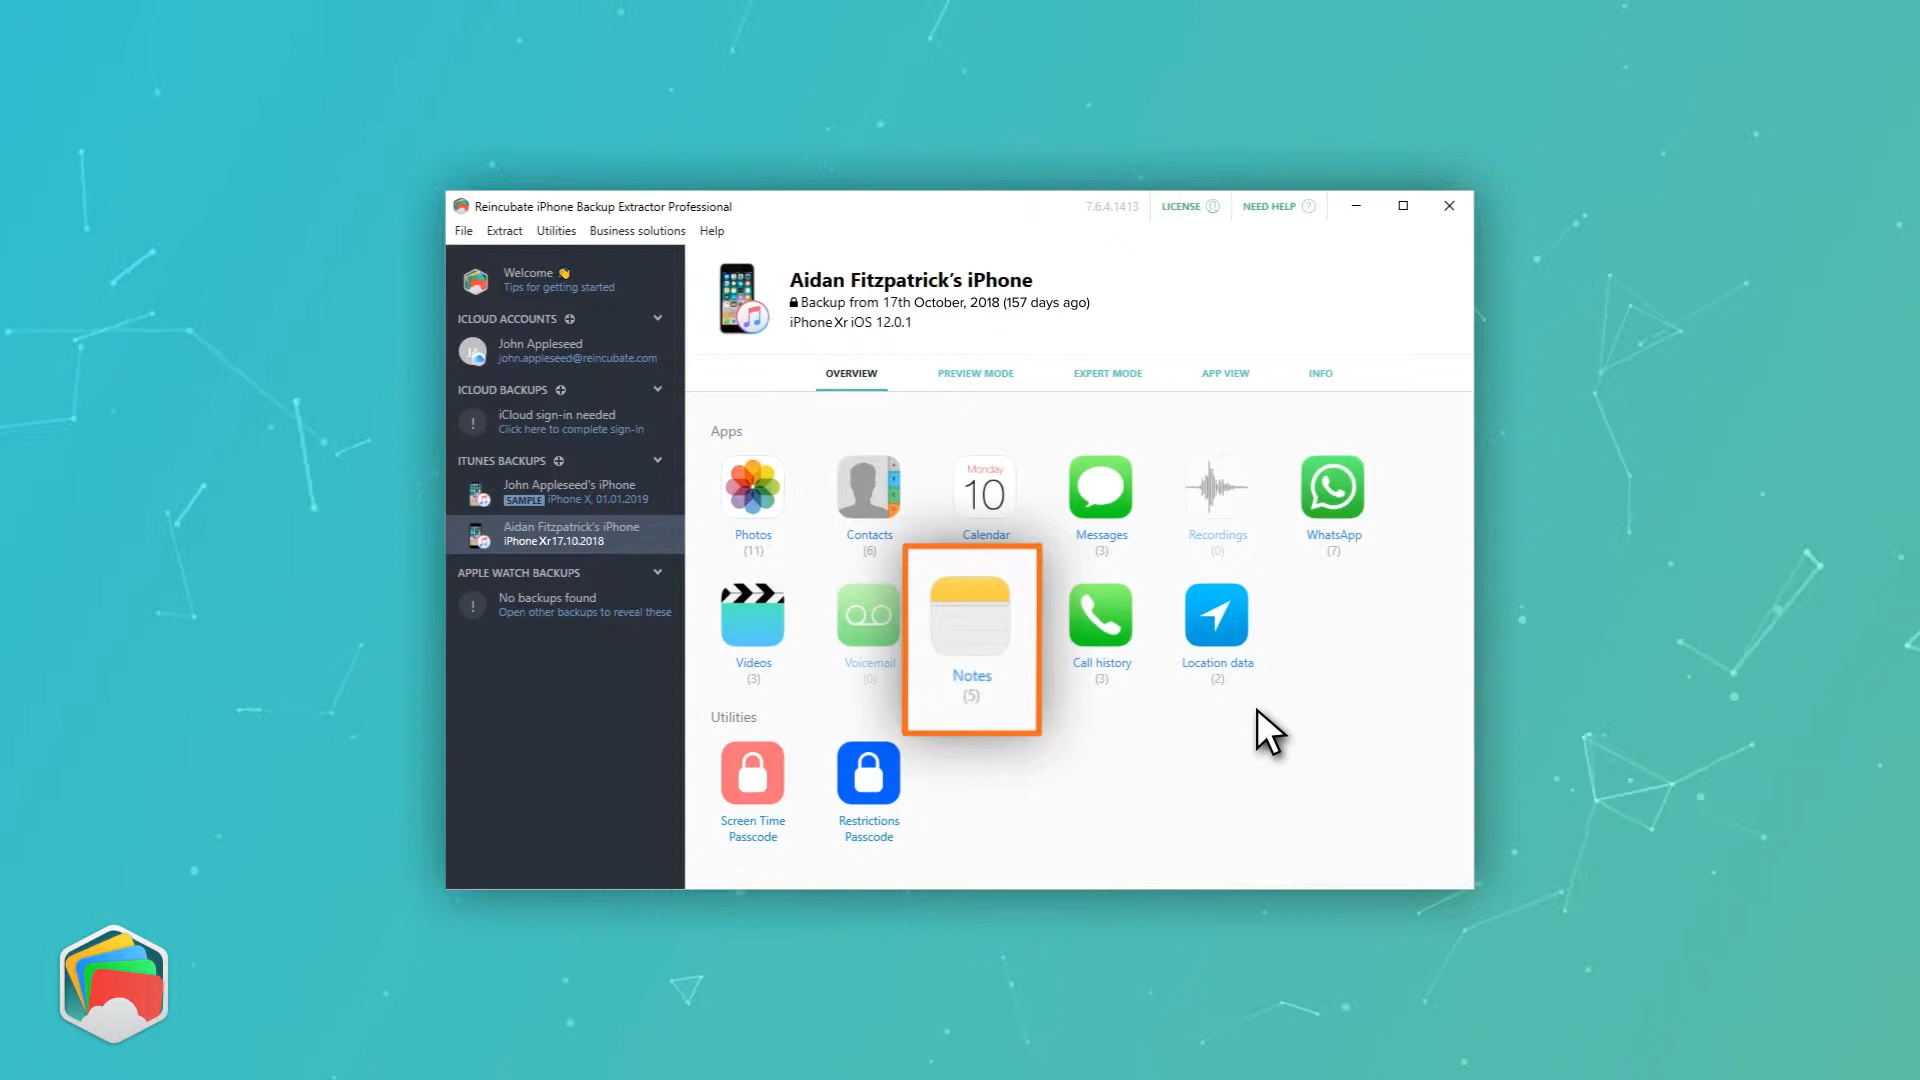 Reincubate iPhone Backup Extractor Professional
7.6.4.1413
LICENSE
NEED HELP ?
File Extract Utilities Business solutions Help
Welcome 👋
Tips for getting started
ICLOUD ACCOUNTS
JA
John Appleseed
john.appleseed@reincubate.com
ICLOUD BACKUPS
!
iCloud sign-in needed
Click here to complete sign-in
ITUNES BACKUPS
John Appleseed's iPhone
SAMPLE iPhone X, 01.01.2019
Aidan Fitzpatrick's iPhone
iPhone Xr 17.10.2018
APPLE WATCH BACKUPS
!
No backups found
Open other backups to reveal these
Aidan Fitzpatrick’s iPhone
Backup from 17th October, 2018 (157 days ago)
iPhone Xr iOS 12.0.1
OVERVIEW PREVIEW MODE EXPERT MODE APP VIEW INFO
Apps
Monday
10
Photos Contacts Calendar Messages Recordings WhatsApp
(11) (6) (3) (0) (7)
Videos Voicemail Notes Call history Location data
(3) (0) (5) (3) (2)
Utilities
Screen Time Passcode
Restrictions Passcode